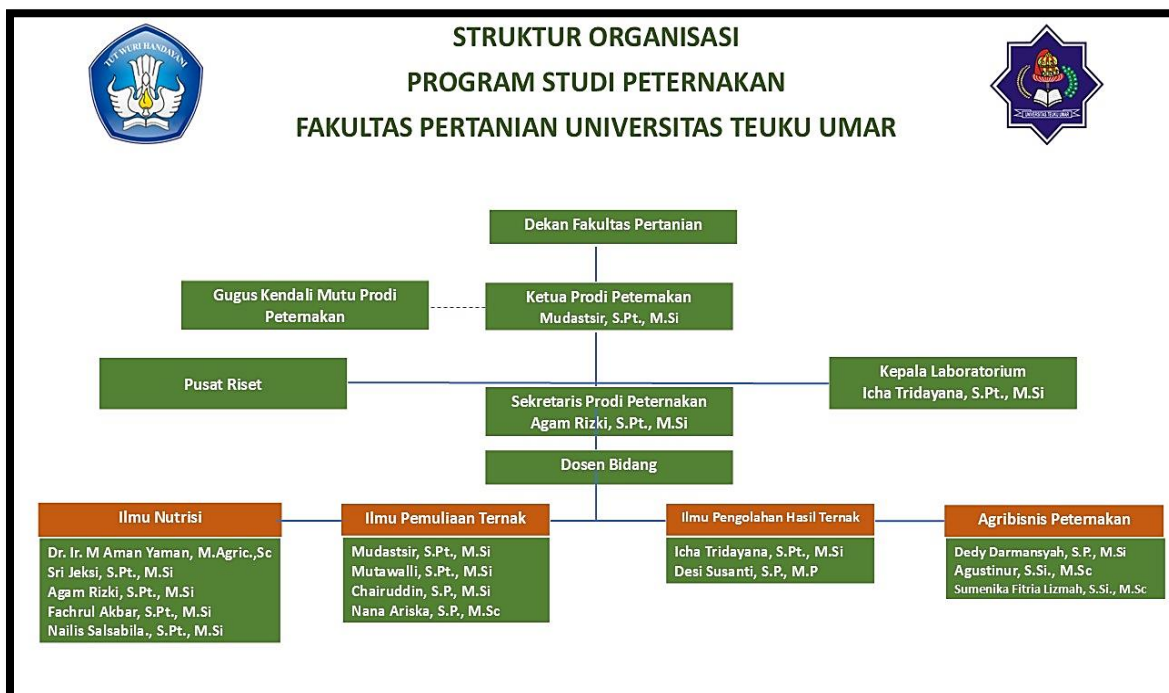 STRUKTUR ORGANISASI
PROGRAM STUDI PETERNAKAN
FAKULTAS PERTANIAN UNIVERSITAS TEUKU UMAR
TUT WURI HANDAYANI
UNIVERSITAS TEUKU UMAR
Dekan Fakultas Pertanian
Gugus Kendali Mutu Prodi
Peternakan
Ketua Prodi Peternakan
Mudastsir, S.Pt., M.Si
Pusat Riset
Kepala Laboratorium
Icha Tridayana, S.Pt., M.Si
Sekretaris Prodi Peternakan
Agam Rizki, S.Pt., M.Si
Dosen Bidang
Ilmu Nutrisi
Dr. Ir. M Aman Yaman, M.Agric.,Sc
Sri Jeksi, S.Pt., M.Si
Agam Rizki, S.Pt., M.Si
Fachrul Akbar, S.Pt., M.Si
Nailis Salsabila., S.Pt., M.Si
Ilmu Pemuliaan Ternak
Mudastsir, S.Pt., M.Si
Mutawalli, S.Pt., M.Si
Chairuddin, S.P., M.Si
Nana Ariska, S.P., M.Sc
Ilmu Pengolahan Hasil Ternak
Icha Tridayana, S.Pt., M.Si
Desi Susanti, S.P., M.P
Agribisnis Peternakan
Dedy Darmansyah, S.P., M.Si
Agustinur, S.Si., M.Sc
Sumenika Fitria Lizmah, S.Si., M.Sc